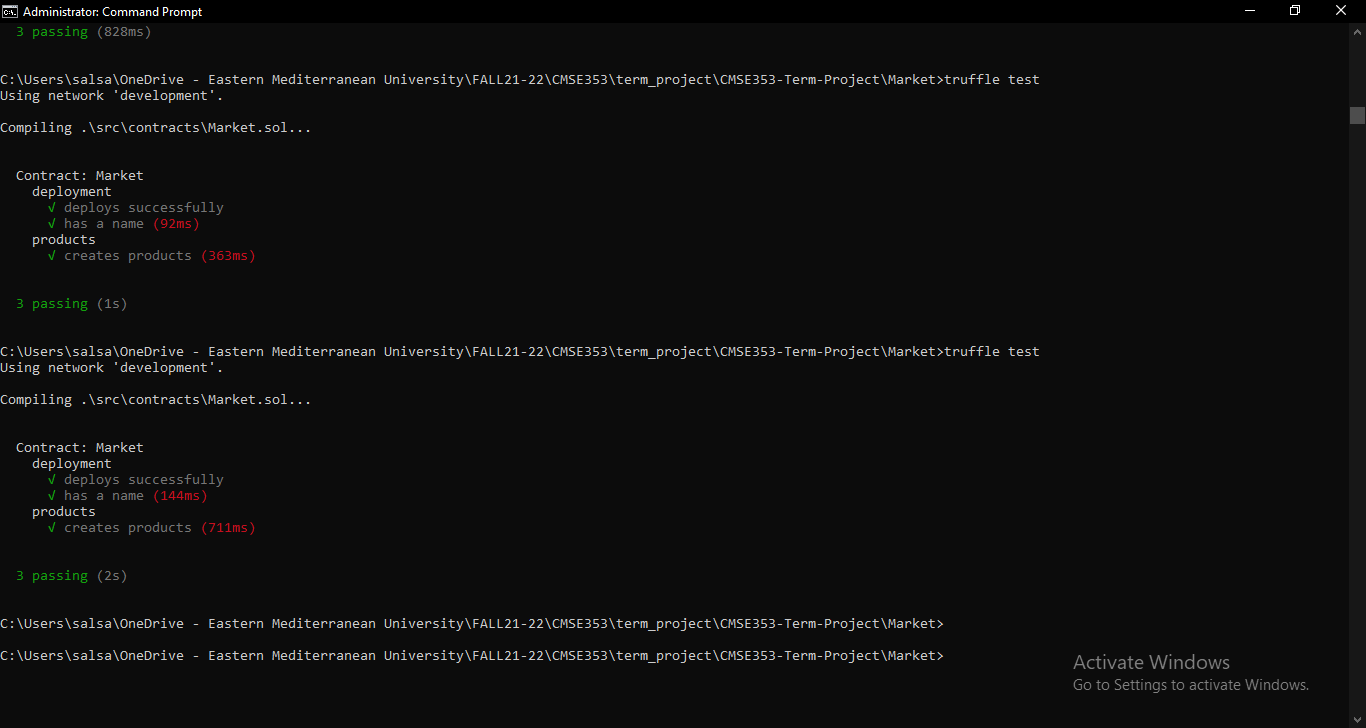 Administrator: Command Prompt
3 passing (828ms)
C:\Users\salsa\OneDrive - Eastern Mediterranean University\FALL21-22\CMSE353\term_project\CMSE353-Term-Project\Market>truffle test
Using network 'development'.
Compiling .\src\contracts\Market.sol...
Contract: Market
deployment
√ deploys successfully
√ has a name (92ms)
products
√ creates products (363ms)
3 passing (1s)
C:\Users\salsa\OneDrive - Eastern Mediterranean University\FALL21-22\CMSE353\term_project\CMSE353-Term-Project\Market>truffle test
Using network 'development'.
Compiling .\src\contracts\Market.sol...
Contract: Market
deployment
√ deploys successfully
√ has a name (144ms)
products
√ creates products (711ms)
3 passing (2s)
C:\Users\salsa\OneDrive - Eastern Mediterranean University\FALL21-22\CMSE353\term_project\CMSE353-Term-Project\Market>
C:\Users\salsa\OneDrive - Eastern Mediterranean University\FALL21-22\CMSE353\term_project\CMSE353-Term-Project\Market>
Activate Windows
Go to Settings to activate Windows.